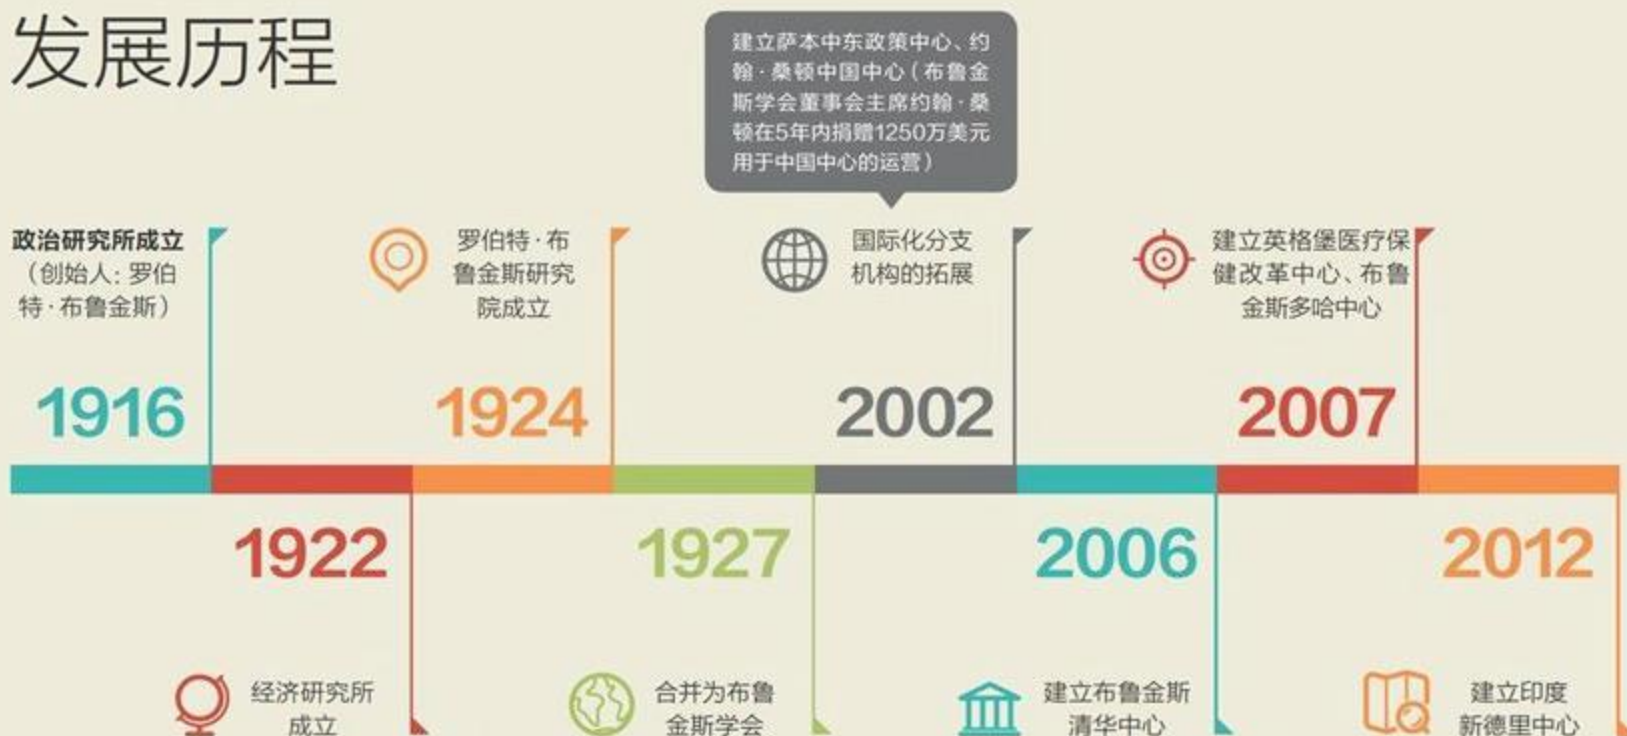 发展历程
建立萨本中东政策中心、约
翰·桑顿中国中心（布鲁金
斯学会董事会主席约翰·桑
顿在5年内捐赠1250万美元
用于中国中心的运营）
政治研究所成立
（创始人: 罗伯
特·布鲁金斯）
1916
罗伯特·布
鲁金斯研究
院成立
1924
国际化分支
机构的拓展
2002
建立英格堡医疗保
健改革中心、布鲁
金斯多哈中心
2007
1922
经济研究所
成立
1927
合并为布鲁
金斯学会
2006
建立布鲁金斯
清华中心
2012
建立印度
新德里中心